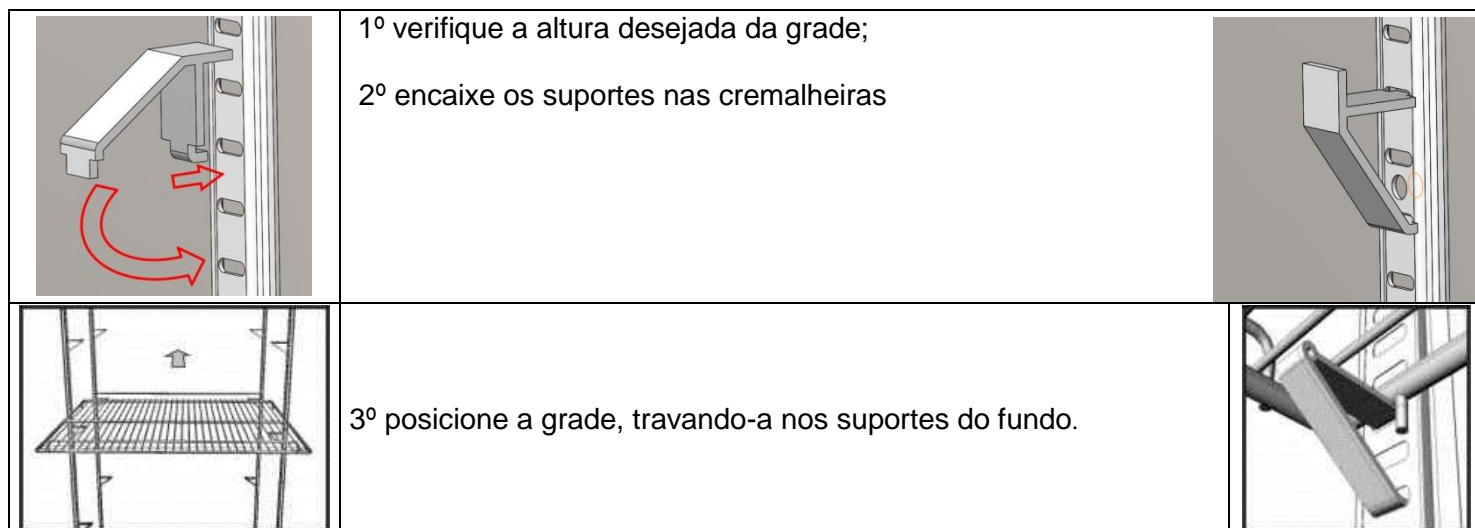 1º verifique a altura desejada da grade;
2º encaixe os suportes nas cremalheiras
3º posicione a grade, travando-a nos suportes do fundo.